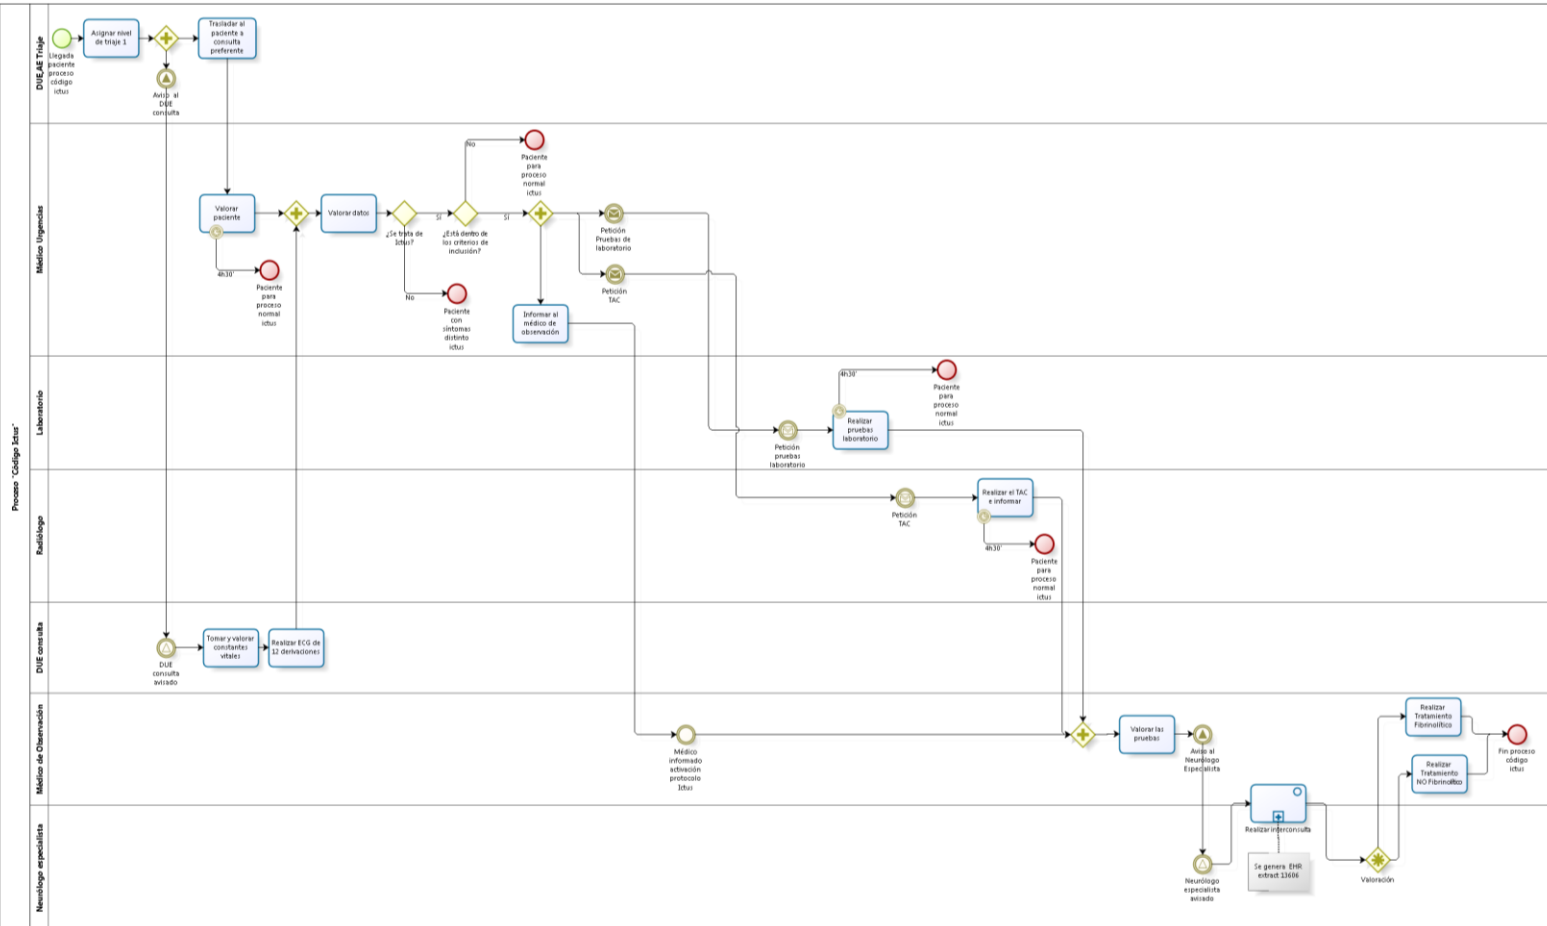 Proceso "Código Ictus"
DUE,AE Triaje
Llegada
paciente
proceso
código
ictus
Asignar nivel
de triaje 1
Aviso al
DUE
consulta
Trasladar al
paciente a
consulta
preferente
Médico Urgencias
Valorar
paciente
4h30'
Paciente
para
proceso
normal
ictus
Valorar datos
¿Se trata de
Ictus?
Sí
No
Paciente
con
síntomas
distinto
ictus
¿Está dentro de
los criterios de
inclusión?
No
Sí
Paciente
para
proceso
normal
ictus
Petición
Pruebas de
laboratorio
Petición
TAC
Informar al
médico de
observación
Laboratorio
Petición
pruebas
laboratorio
Realizar
pruebas
laboratorio
4h30'
Paciente
para
proceso
normal
ictus
Radiólogo
Petición
TAC
Realizar el TAC
e informar
4h30'
Paciente
para
proceso
normal
ictus
DUE consulta
DUE
consulta
avisado
Tomar y valorar
constantes
vitales
Realizar ECG de
12 derivaciones
Médico de Observación
Médico
informado
activación
protocolo
Ictus
Valorar las
pruebas
Aviso al
Neurólogo
Especialista
Realizar
Tratamiento
Fibrinolítico
Realizar
Tratamiento
NO Fibrinolítico
Fin proceso
código
ictus
Neurólogo especialista
Neurólogo
especialista
avisado
Realizar interconsulta
Se genera EHR
extract 13606
Valoración